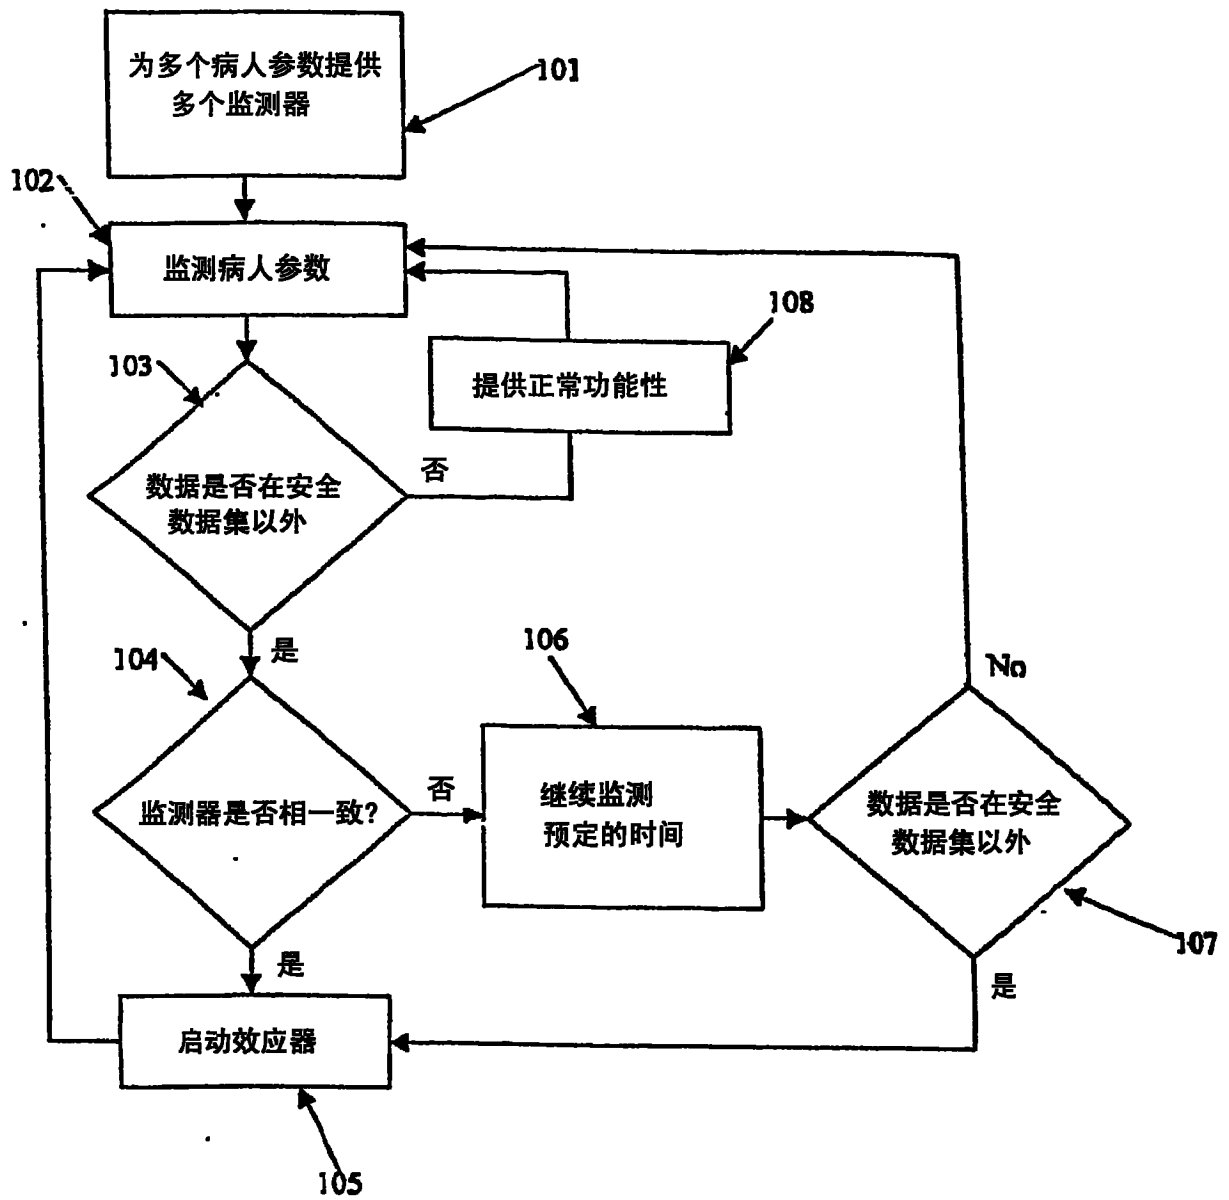 为多个病人参数提供
多个监测器
101
102
监测病人参数
108
提供正常功能性
103
否
数据是否在安全
数据集以外
是
104
106
No
监测器是否相一致?
否
继续监测
预定的时间
数据是否在安全
数据集以外
107
是
是
启动效应器
105